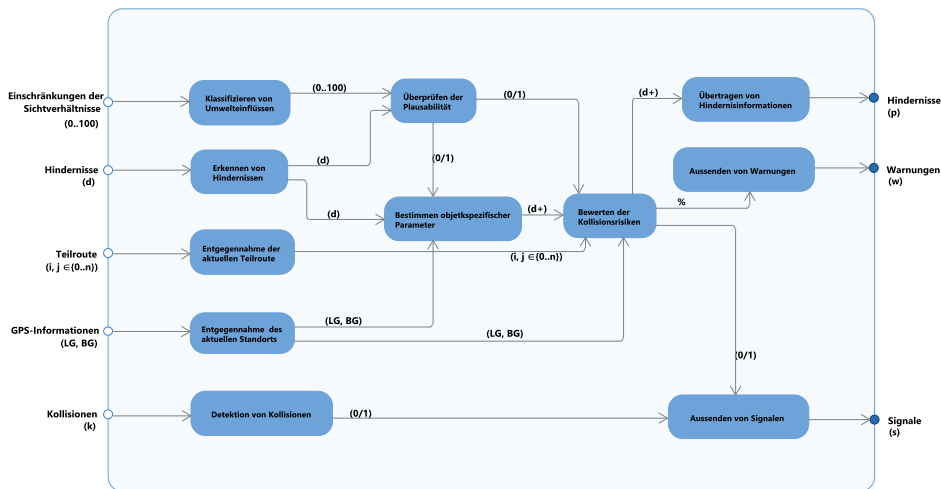 Einschränkungen der
Sichtverhältnisse
(0..100)
Klassifizieren von
Umwelteinflüssen
(0..100)
Überprüfen der
Plausabilität
(0/1)
(d+)
Übertragen von
Hindernisinformationen
Hindernisse
(p)
Hindernisse
(d)
Erkennen von
Hindernissen
(d)
(d)
(0/1)
Aussenden von Warnungen
Warnungen
(w)
Bestimmen objetkspezifischer
Parameter
(d+)
Bewerten der
Kollisionsrisiken
%
Teilroute
(i, j ∈{0..n})
Entgegennahme der
aktuellen Teilroute
(i, j ∈{0..n})
GPS-Informationen
(LG, BG)
Entgegennahme des
aktuellen Standorts
(LG, BG)
(LG, BG)
(0/1)
Kollisionen
(k)
Detektion von Kollisionen
(0/1)
Aussenden von Signalen
Signale
(s)